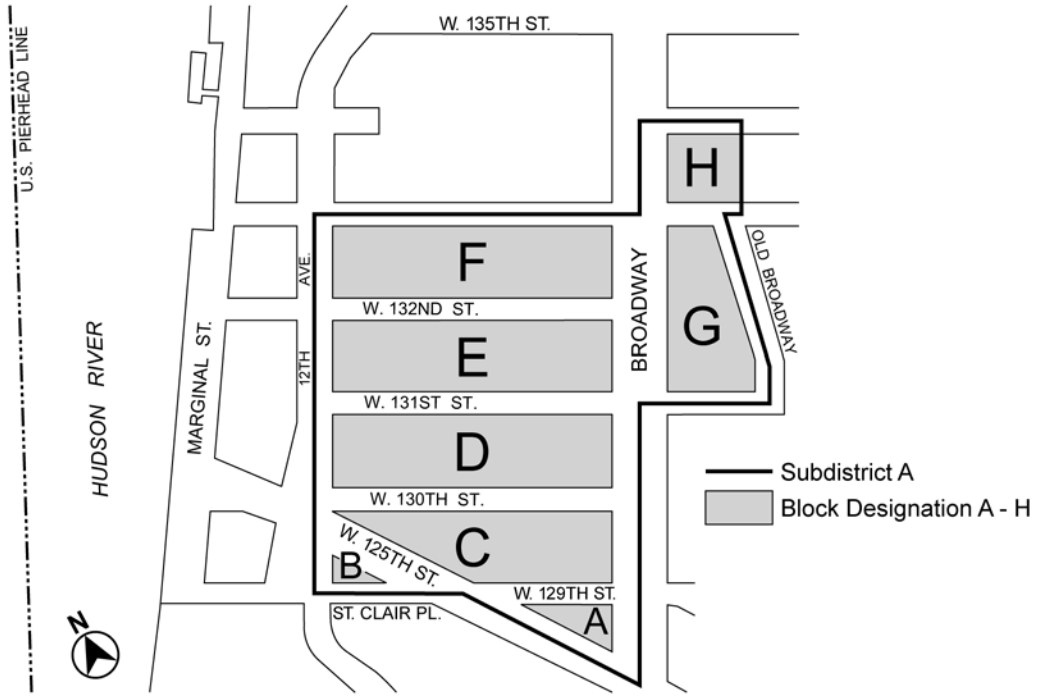 W. 135TH ST.
U.S. PIERHEAD LINE
H
F
AVE.
BROADWAY
OLD BROADWAY
W. 132ND ST.
G
HUDSON RIVER
MARGINAL ST.
12TH
E
W. 131ST ST.
D
Subdistrict A
W. 130TH ST.
Block Designation A - H
W. 125TH ST.
C
B
W. 129TH ST.
ST. CLAIR PL.
A
N